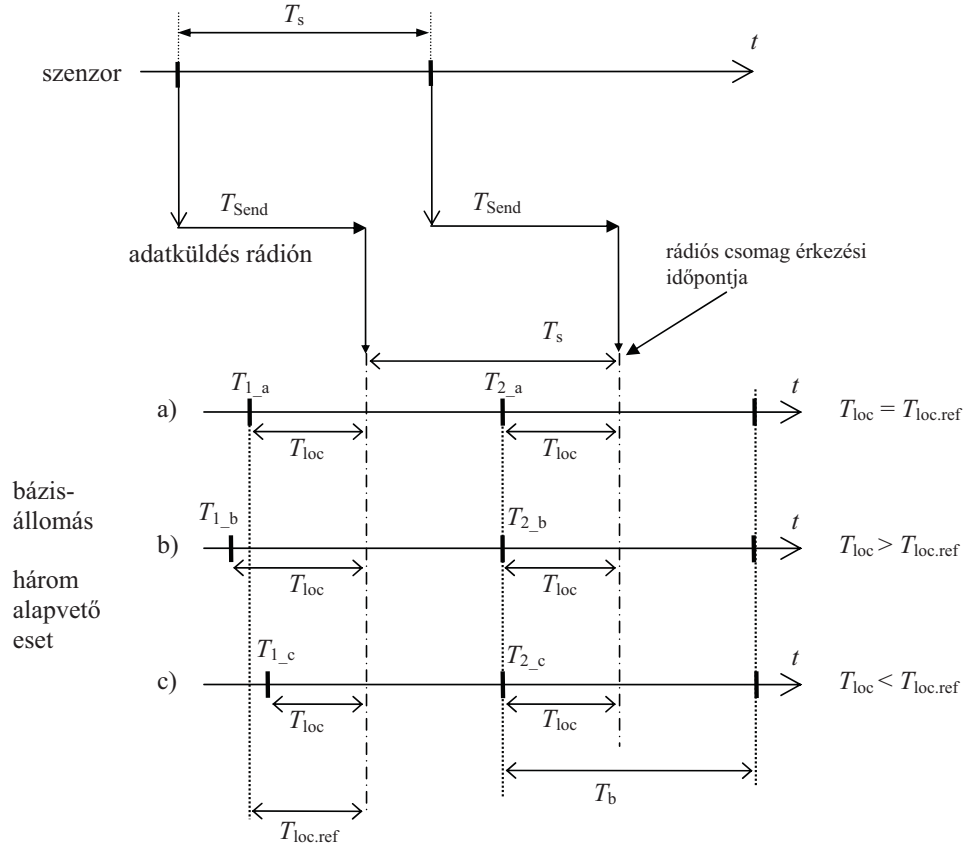 T_s
t
szenzor
T_Send
T_Send
adatküldés rádión
rádiós csomag érkezési
időpontja
T_s
T_1_a
T_2_a
t
a)
T_loc = T_loc.ref
T_loc
T_loc
bázis-
állomás
T_1_b
T_2_b
t
b)
T_loc > T_loc.ref
T_loc
T_loc
három
alapvető
eset
T_1_c
T_2_c
t
c)
T_loc < T_loc.ref
T_loc
T_loc
T_b
T_loc.ref